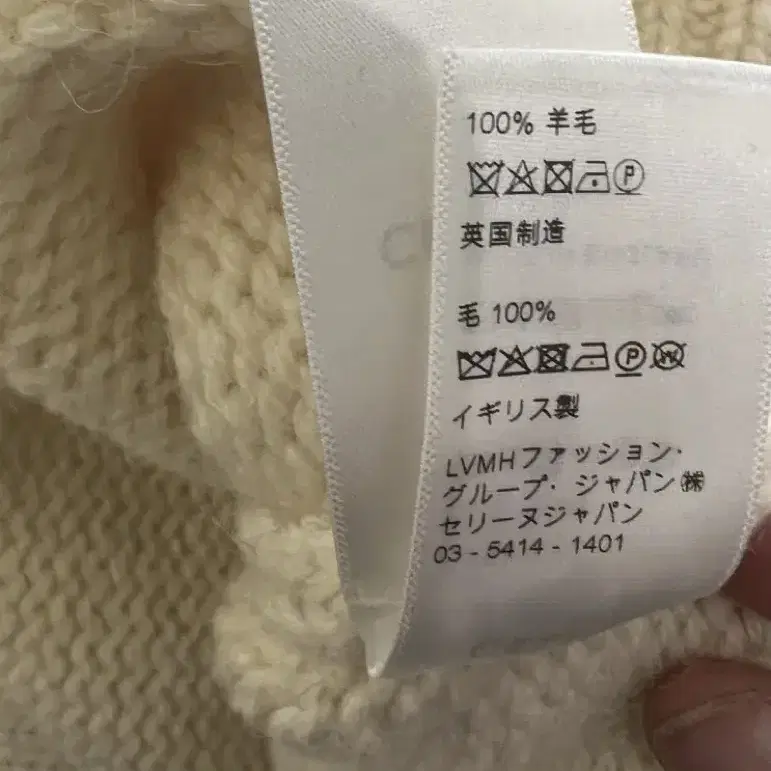 100% 羊毛
英国制造
毛 100%
イギリス製
LVMHファッション·
グループ· ジャパン㈱
セリーヌジャパン
03 - 5414 - 1401